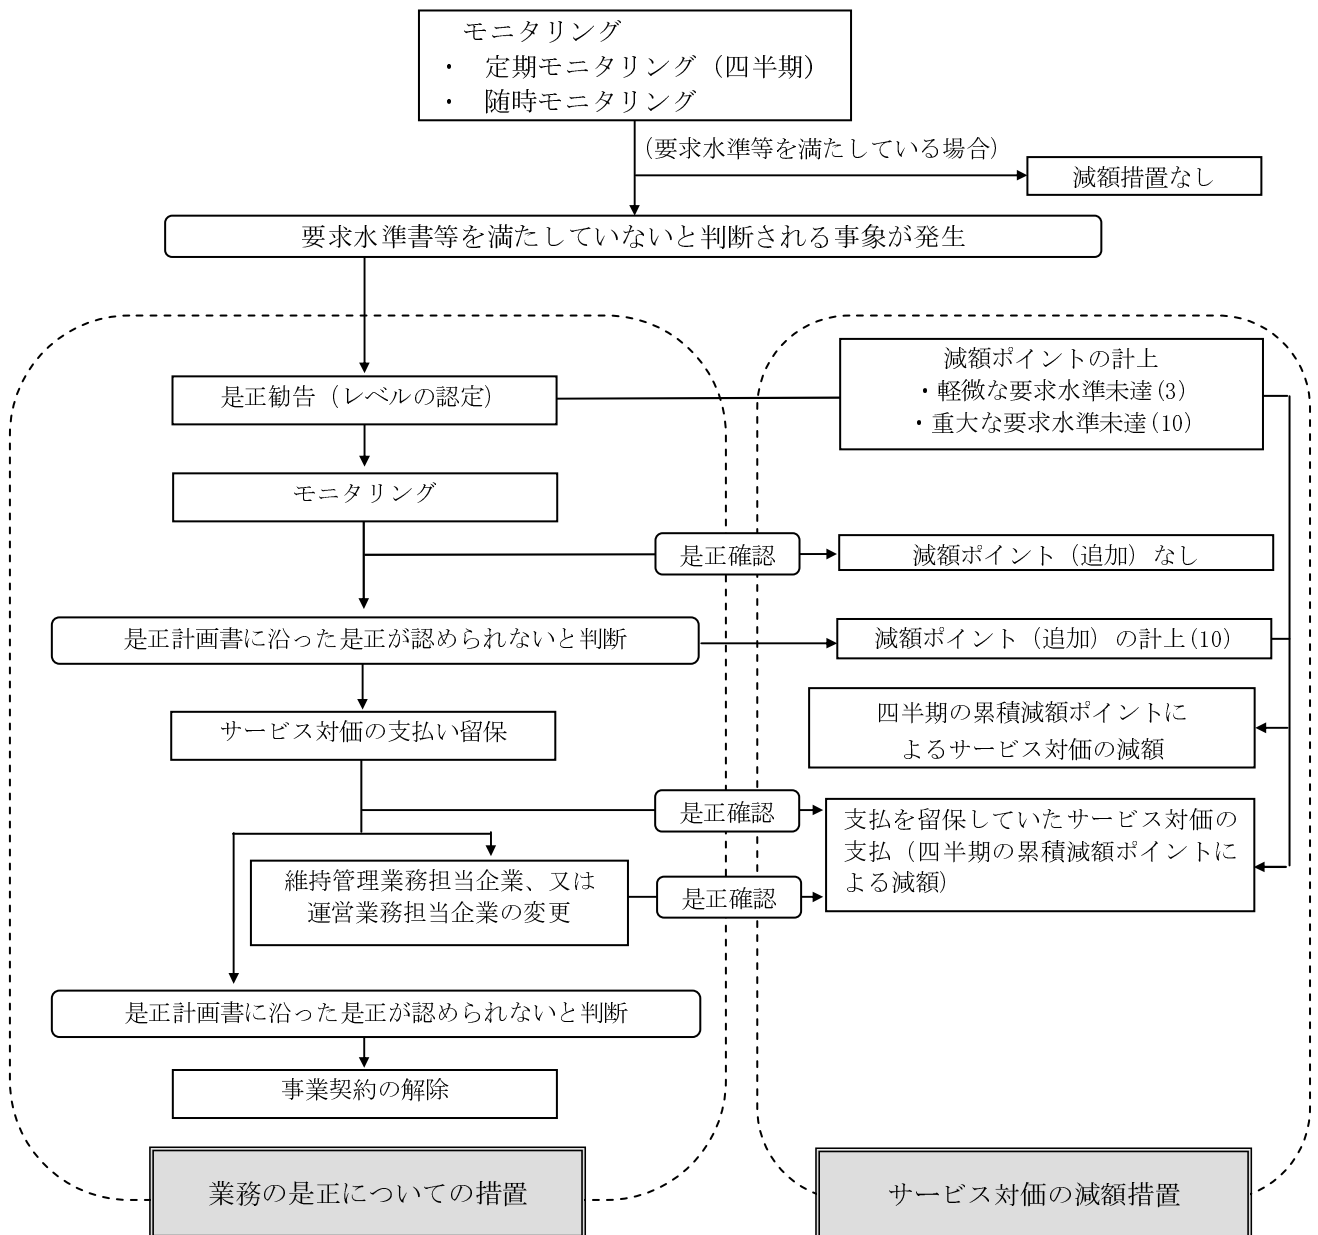 モニタリング
・ 定期モニタリング（四半期）
・ 随時モニタリング
（要求水準等を満たしている場合）
減額措置なし
要求水準書等を満たしていないと判断される事象が発生
是正勧告（レベルの認定）
減額ポイントの計上
・軽微な要求水準未達(3)
・重大な要求水準未達(10)
モニタリング
是正確認
減額ポイント（追加）なし
是正計画書に沿った是正が認められないと判断
減額ポイント（追加）の計上(10)
サービス対価の支払い留保
四半期の累積減額ポイントに
よるサービス対価の減額
是正確認
支払を留保していたサービス対価の
支払（四半期の累積減額ポイントに
よる減額）
維持管理業務担当企業、又は
運営業務担当企業の変更
是正確認
是正計画書に沿った是正が認められないと判断
事業契約の解除
業務の是正についての措置
サービス対価の減額措置